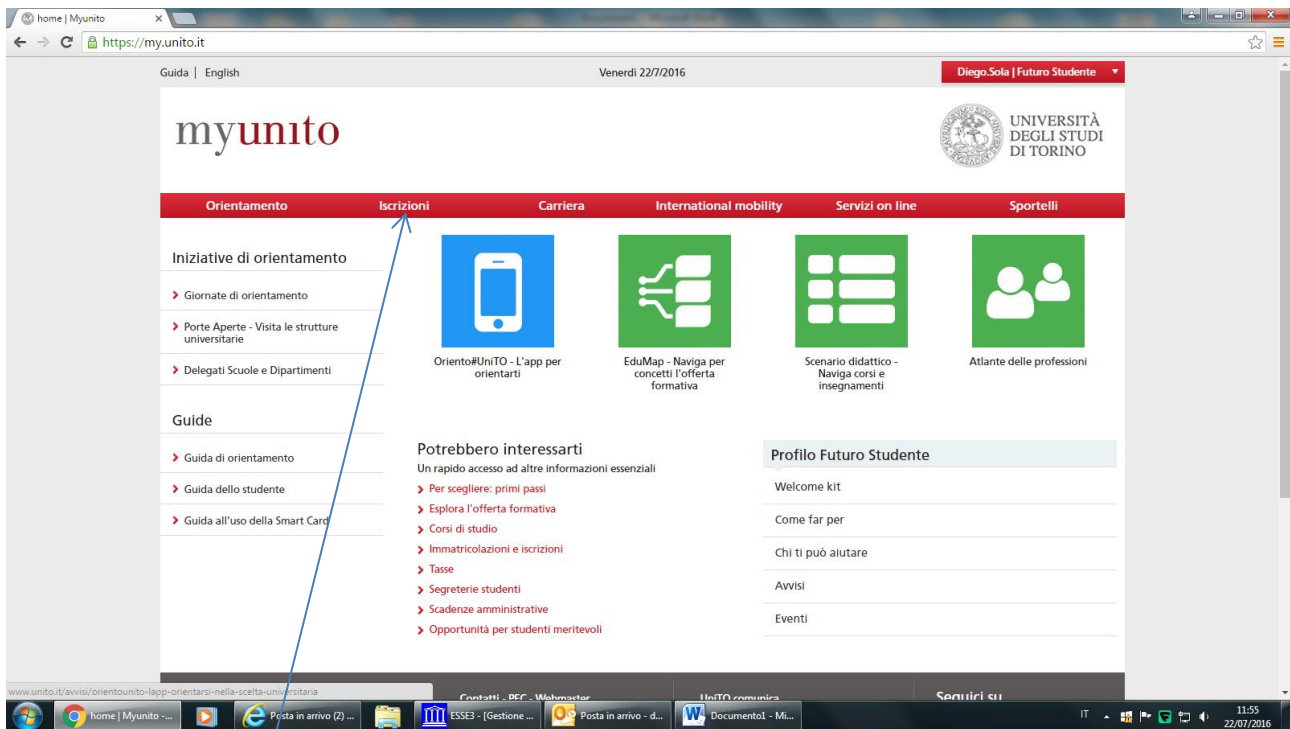 home | Myunito
https://my.unito.it
Guida | English
Venerdì 22/7/2016
Diego.Sola | Futuro Studente
myunito
UNIVERSITÀ
DEGLI STUDI
DI TORINO
Orientamento
Iscrizioni
Carriera
International mobility
Servizi on line
Sportelli
Iniziative di orientamento
Giornate di orientamento
Porte Aperte - Visita le strutture
universitarie
Delegati Scuole e Dipartimenti
Guide
Guida di orientamento
Guida dello studente
Guida all'uso della Smart Card
Oriento#UniTO - L'app per
orientarti
EduMap - Naviga per
concetti l'offerta
formativa
Scenario didattico -
Naviga corsi e
insegnamenti
Atlante delle professioni
Potrebbero interessarti
Un rapido accesso ad altre informazioni essenziali
Per scegliere: primi passi
Esplora l'offerta formativa
Corsi di studio
Immatricolazioni e iscrizioni
Tasse
Segreterie studenti
Scadenze amministrative
Opportunità per studenti meritevoli
Profilo Futuro Studente
Welcome kit
Come far per
Chi ti può aiutare
Avvisi
Eventi
www.unito.it/avvisi/orientounito-lapp-orientarsi-nella-scelta-universitaria
Contatti - PEC - Webmaster
UniTO comunica
Seguici su
home | Myunito -...
Posta in arrivo (2) ...
ESSE3 - [Gestione ...
Posta in arrivo - d...
Documento1 - Mi...
IT
11:55
22/07/2016